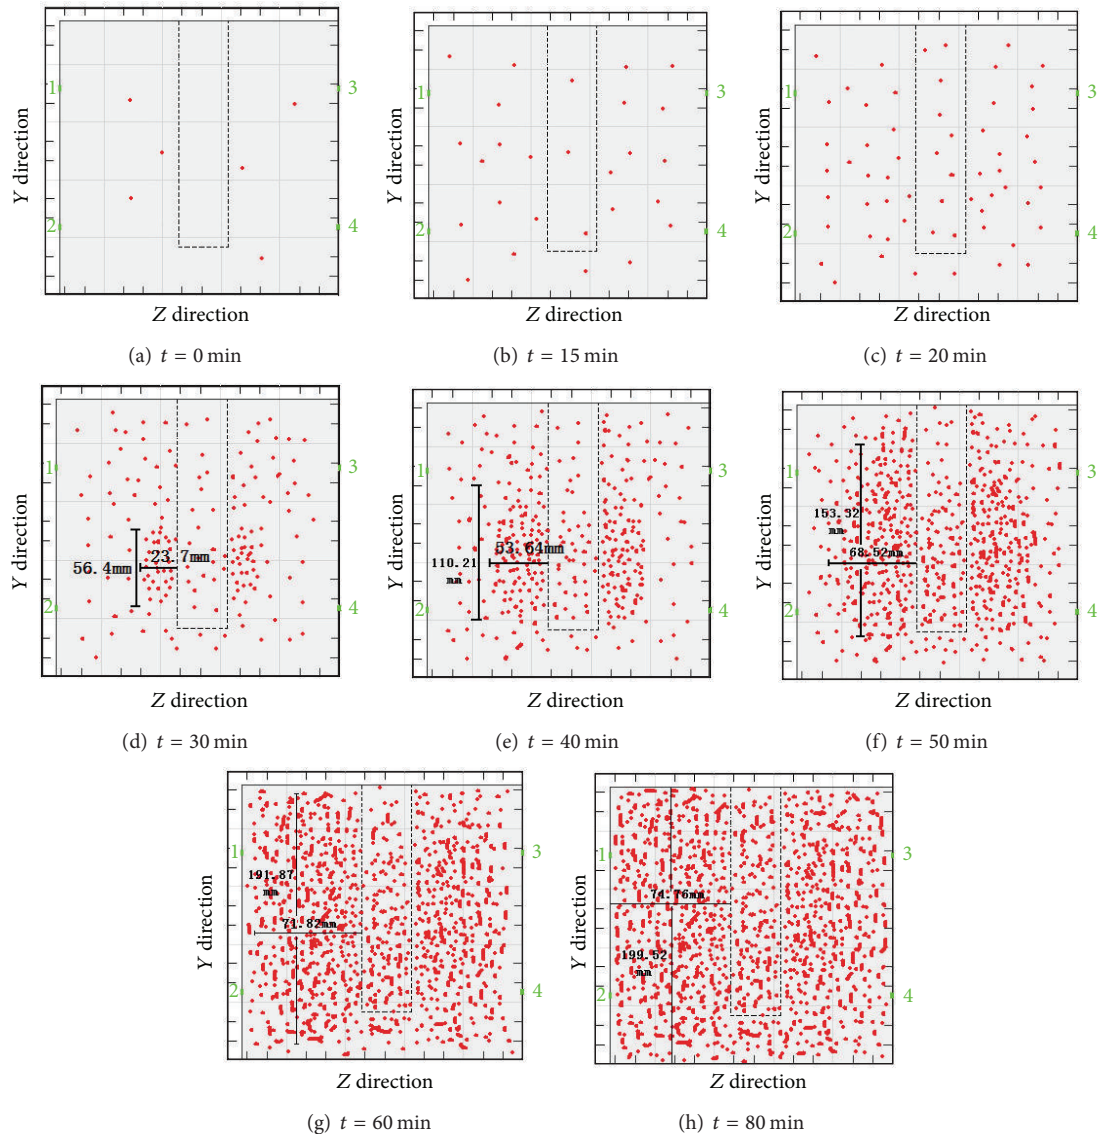 1
2
3
4
Y direction
Z direction
(a) t = 0 min
1
2
3
4
Y direction
Z direction
(b) t = 15 min
1
2
3
4
Y direction
Z direction
(c) t = 20 min
1
2
3
4
Y direction
56.4mm
23.7mm
Z direction
(d) t = 30 min
1
2
3
4
Y direction
53.64mm
110.21
mm
Z direction
(e) t = 40 min
1
2
3
4
Y direction
153.32
mm
68.52mm
Z direction
(f) t = 50 min
1
2
3
4
Y direction
191.87
mm
71.82mm
Z direction
(g) t = 60 min
1
2
3
4
Y direction
74.76mm
199.52
mm
Z direction
(h) t = 80 min